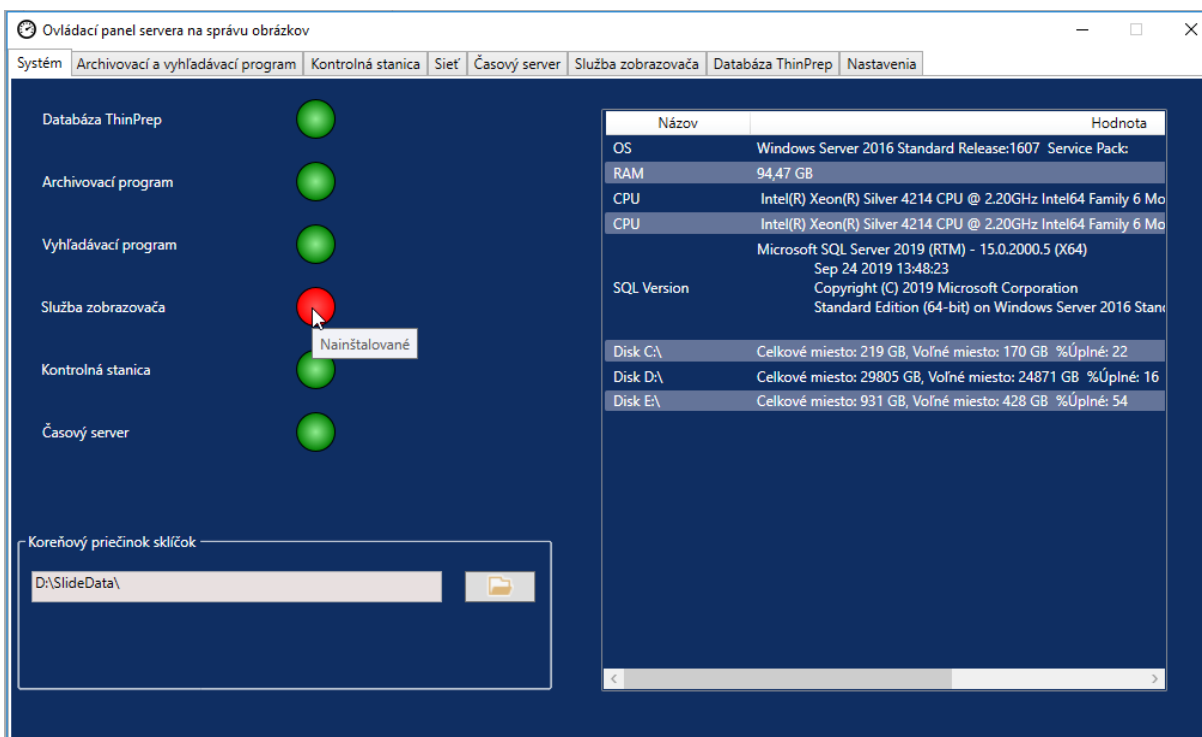 Ovládací panel servera na správu obrázkov
Systém Archivovací a vyhľadávací program Kontrolná stanica Sieť Časový server Služba zobrazovača Databáza ThinPrep Nastavenia
Databáza ThinPrep
Archivovací program
Vyhľadávací program
Služba zobrazovača
Nainštalované
Kontrolná stanica
Časový server
Koreňový priečinok sklíčok
D:\SlideData\
Názov Hodnota
OS Windows Server 2016 Standard Release:1607 Service Pack:
RAM 94,47 GB
CPU Intel(R) Xeon(R) Silver 4214 CPU @ 2.20GHz Intel64 Family 6 Mo
CPU Intel(R) Xeon(R) Silver 4214 CPU @ 2.20GHz Intel64 Family 6 Mo
Microsoft SQL Server 2019 (RTM) - 15.0.2000.5 (X64)
Sep 24 2019 13:48:23
SQL Version Copyright (C) 2019 Microsoft Corporation
Standard Edition (64-bit) on Windows Server 2016 Stan
Disk C:\ Celkové miesto: 219 GB, Voľné miesto: 170 GB %Úplné: 22
Disk D:\ Celkové miesto: 29805 GB, Voľné miesto: 24871 GB %Úplné: 16
Disk E:\ Celkové miesto: 931 GB, Voľné miesto: 428 GB %Úplné: 54